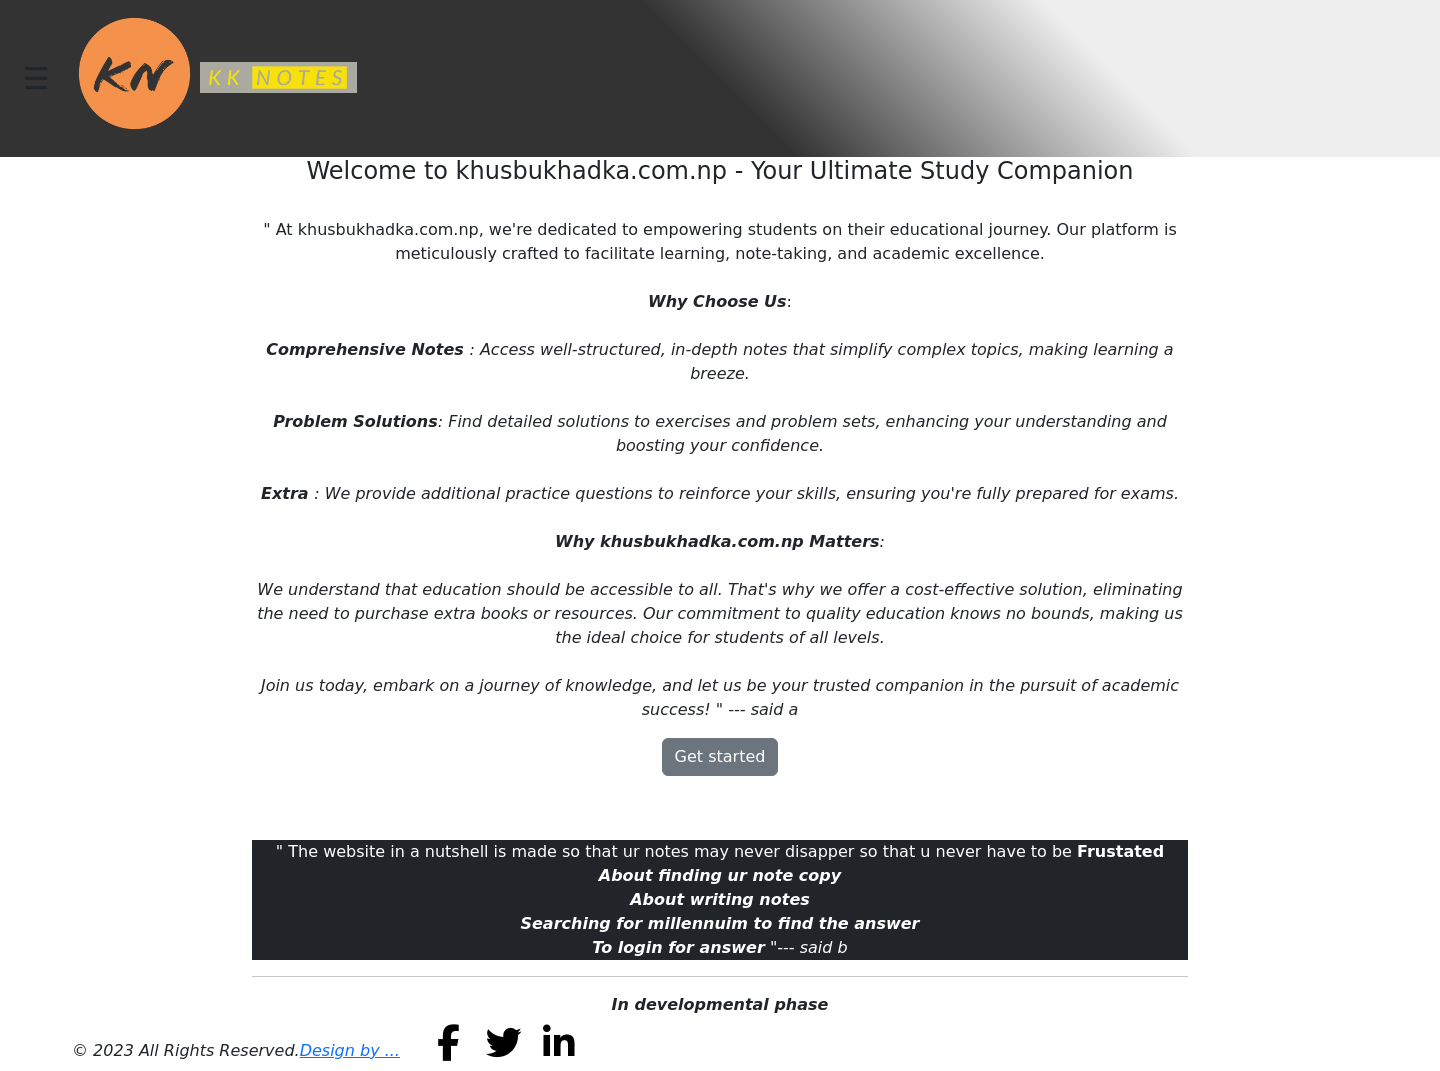 KN
KK NOTES
Welcome to khusbukhadka.com.np - Your Ultimate Study Companion
" At khusbukhadka.com.np, we're dedicated to empowering students on their educational journey. Our platform is
meticulously crafted to facilitate learning, note-taking, and academic excellence.
Why Choose Us:
Comprehensive Notes : Access well-structured, in-depth notes that simplify complex topics, making learning a
breeze.
Problem Solutions: Find detailed solutions to exercises and problem sets, enhancing your understanding and
boosting your confidence.
Extra : We provide additional practice questions to reinforce your skills, ensuring you're fully prepared for exams.
Why khusbukhadka.com.np Matters:
We understand that education should be accessible to all. That's why we offer a cost-effective solution, eliminating
the need to purchase extra books or resources. Our commitment to quality education knows no bounds, making us
the ideal choice for students of all levels.
Join us today, embark on a journey of knowledge, and let us be your trusted companion in the pursuit of academic
success! " --- said a
Get started
" The website in a nutshell is made so that ur notes may never disapper so that u never have to be Frustated
About finding ur note copy
About writing notes
Searching for millennuim to find the answer
To login for answer "--- said b
In developmental phase
© 2023 All Rights Reserved.Design by ...